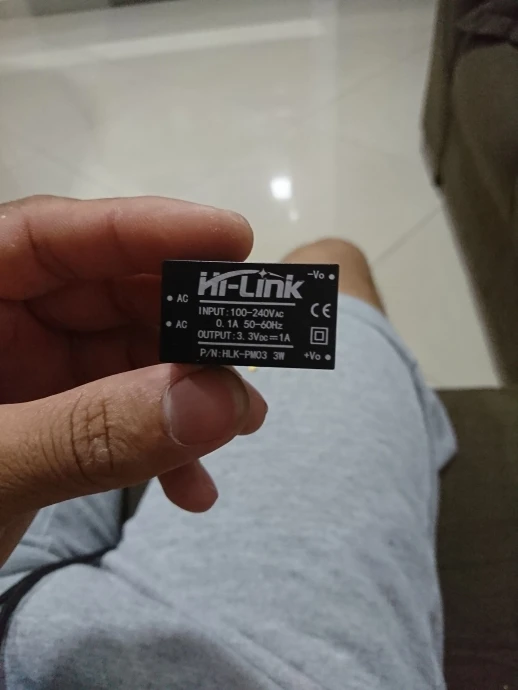 Hi-Link
-Vo
AC
INPUT:100-240VAC
0.1A 50-60Hz
CE
AC
OUTPUT:3.3VDC⎓1A
P/N:HLK-PM03 3W
+Vo